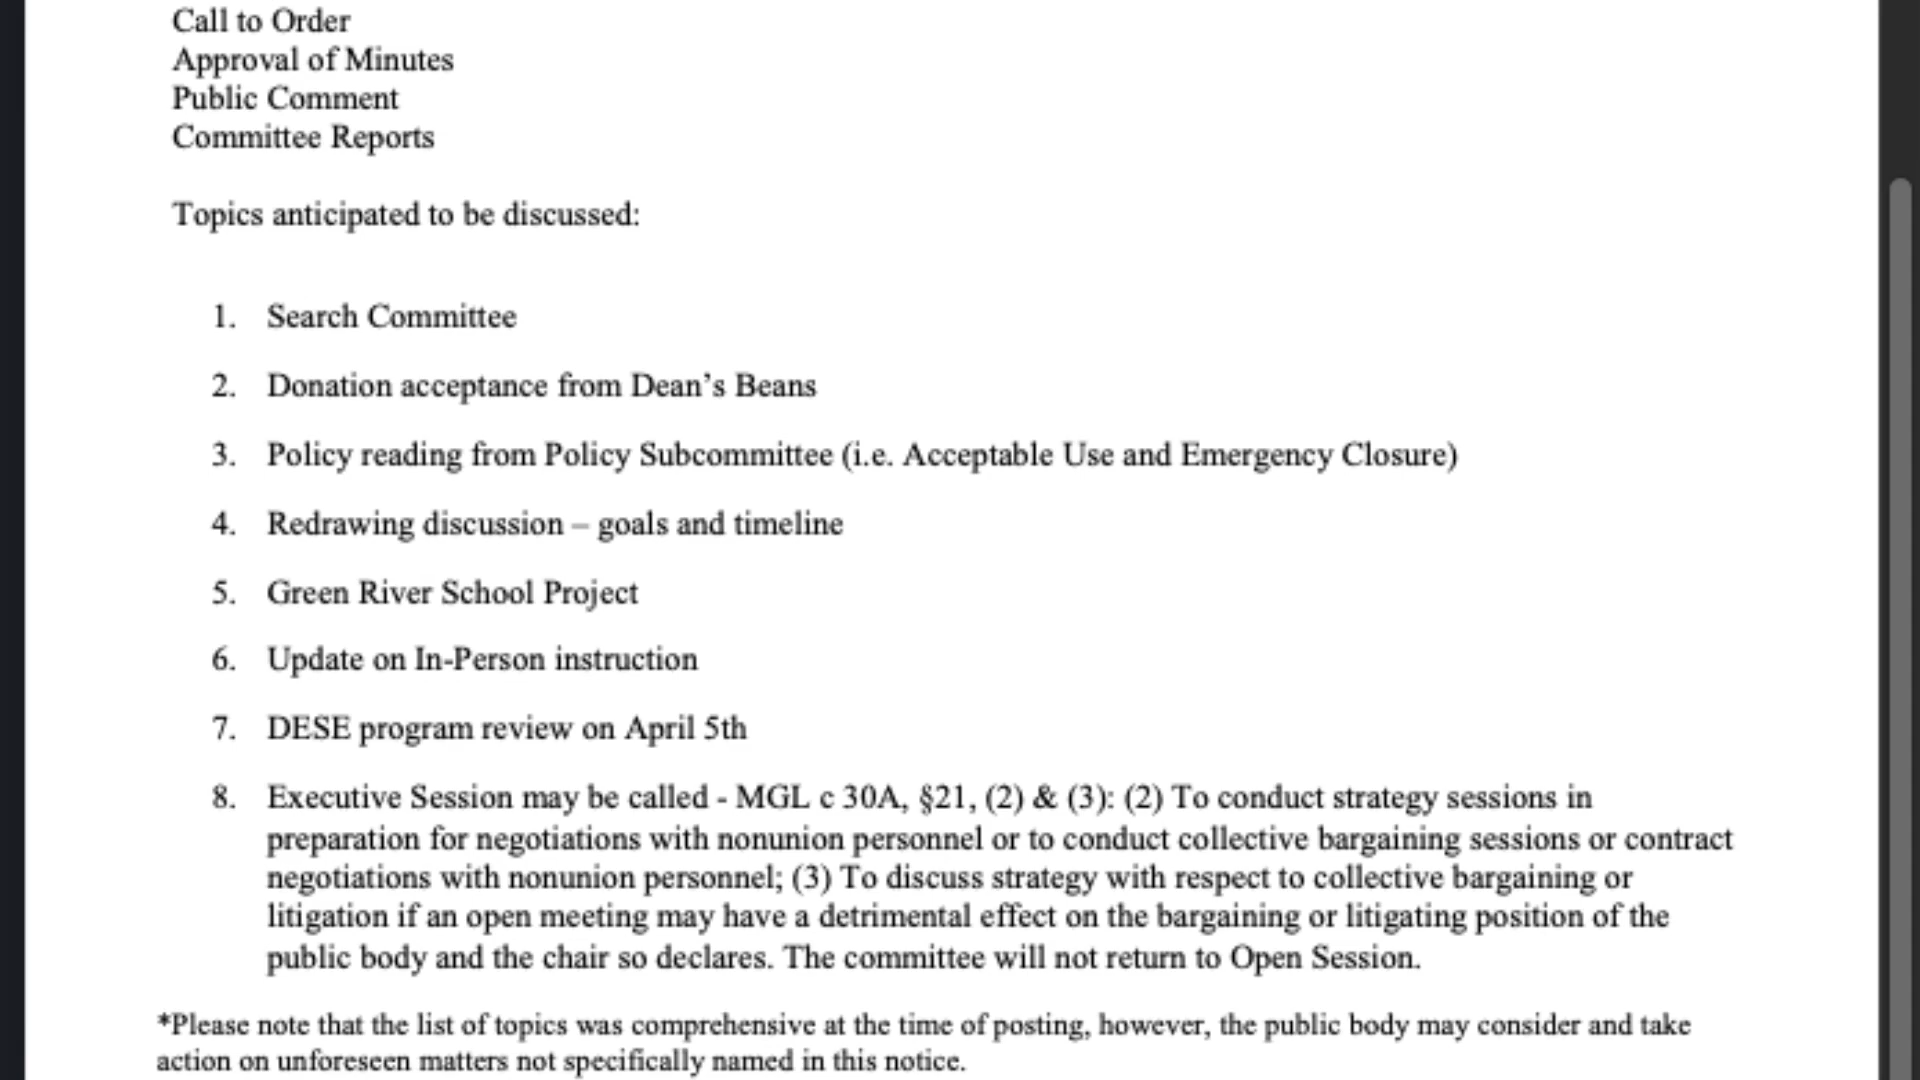 Call to Order
Approval of Minutes
Public Comment
Committee Reports
Topics anticipated to be discussed:
1. Search Committee
2. Donation acceptance from Dean’s Beans
3. Policy reading from Policy Subcommittee (i.e. Acceptable Use and Emergency Closure)
4. Redrawing discussion – goals and timeline
5. Green River School Project
6. Update on In-Person instruction
7. DESE program review on April 5th
8. Executive Session may be called - MGL c 30A, §21, (2) & (3): (2) To conduct strategy sessions in
preparation for negotiations with nonunion personnel or to conduct collective bargaining sessions or contract
negotiations with nonunion personnel; (3) To discuss strategy with respect to collective bargaining or
litigation if an open meeting may have a detrimental effect on the bargaining or litigating position of the
public body and the chair so declares. The committee will not return to Open Session.
*Please note that the list of topics was comprehensive at the time of posting, however, the public body may consider and take
action on unforeseen matters not specifically named in this notice.